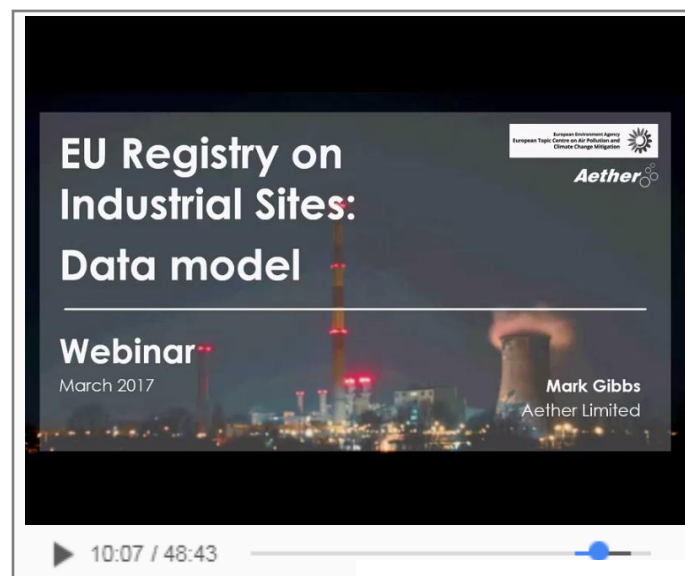 European Environment Agency
European Topic Centre on Air Pollution and
Climate Change Mitigation
Aether
EU Registry on
Industrial Sites:
Data model
Webinar
March 2017
Mark Gibbs
Aether Limited
10:07 / 48:43